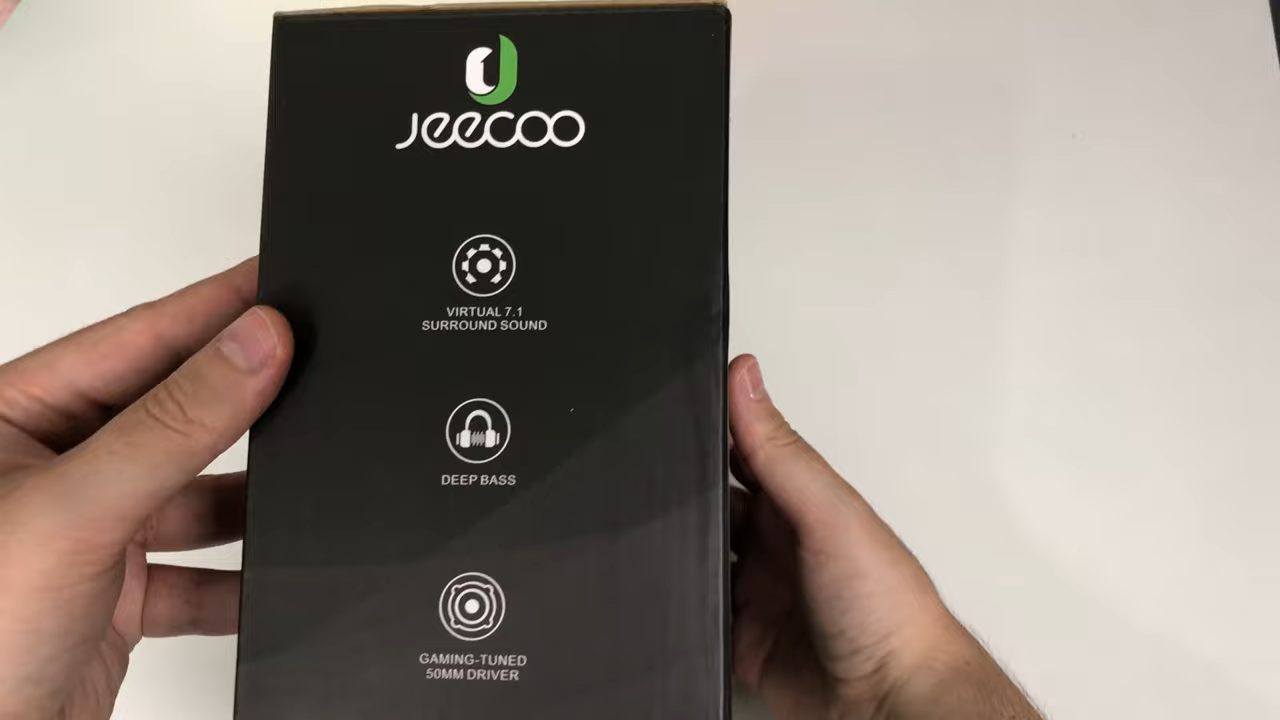 Jeecoo
VIRTUAL 7.1
SURROUND SOUND
DEEP BASS
GAMING-TUNED
50MM DRIVER